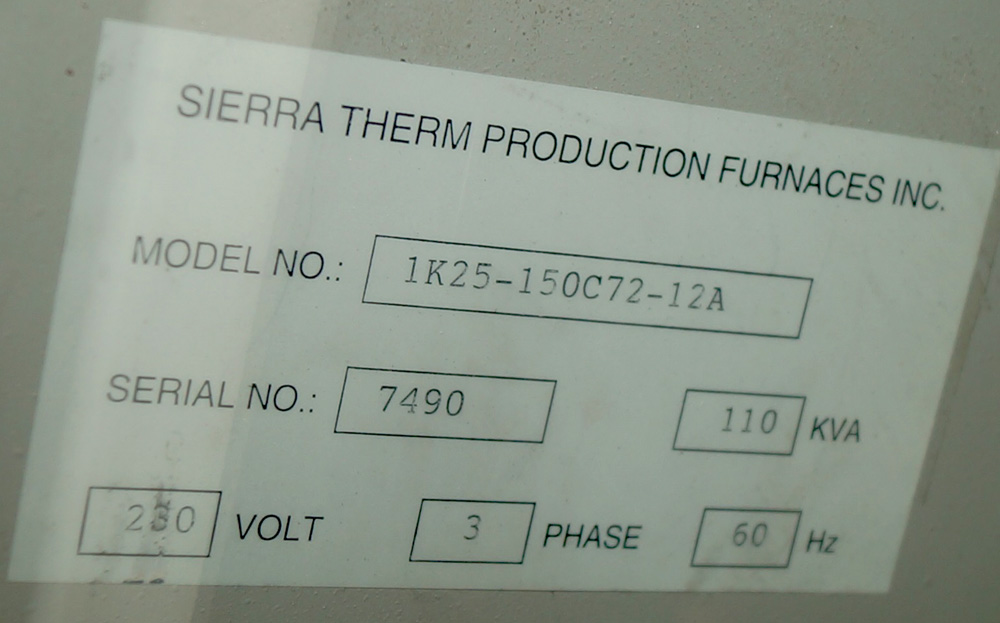 SIERRA THERM PRODUCTION FURNACES INC.
MODEL NO.: 1K25-150C72-12A
SERIAL NO.: 7490 110 KVA
VOLT 3 PHASE 60 Hz